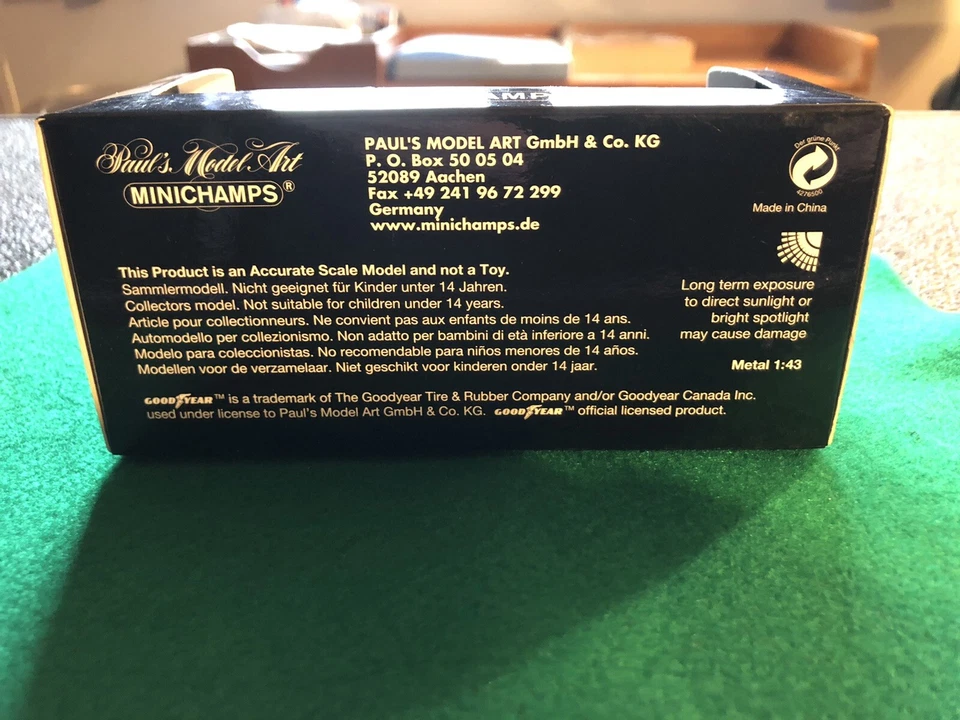 AMP
Paul's Model Art
MINICHAMPS®
PAUL'S MODEL ART GmbH & Co. KG
P. O. Box 50 05 04
52089 Aachen
Fax +49 241 96 72 299
Germany
www.minichamps.de
Der grüne Punkt
4276500
Made in China
This Product is an Accurate Scale Model and not a Toy.
Sammlermodell. Nicht geeignet für Kinder unter 14 Jahren.
Collectors model. Not suitable for children under 14 years.
Article pour collectionneurs. Ne convient pas aux enfants de moins de 14 ans.
Automodello per collezionismo. Non adatto per bambini di età inferiore a 14 anni.
Modelo para coleccionistas. No recomendable para niños menores de 14 años.
Modellen voor de verzamelaar. Niet geschikt voor kinderen onder 14 jaar.
Long term exposure
to direct sunlight or
bright spotlight
may cause damage
Metal 1:43
GOODYEAR™ is a trademark of The Goodyear Tire & Rubber Company and/or Goodyear Canada Inc.
used under license to Paul's Model Art GmbH & Co. KG. GOODYEAR™ official licensed product.